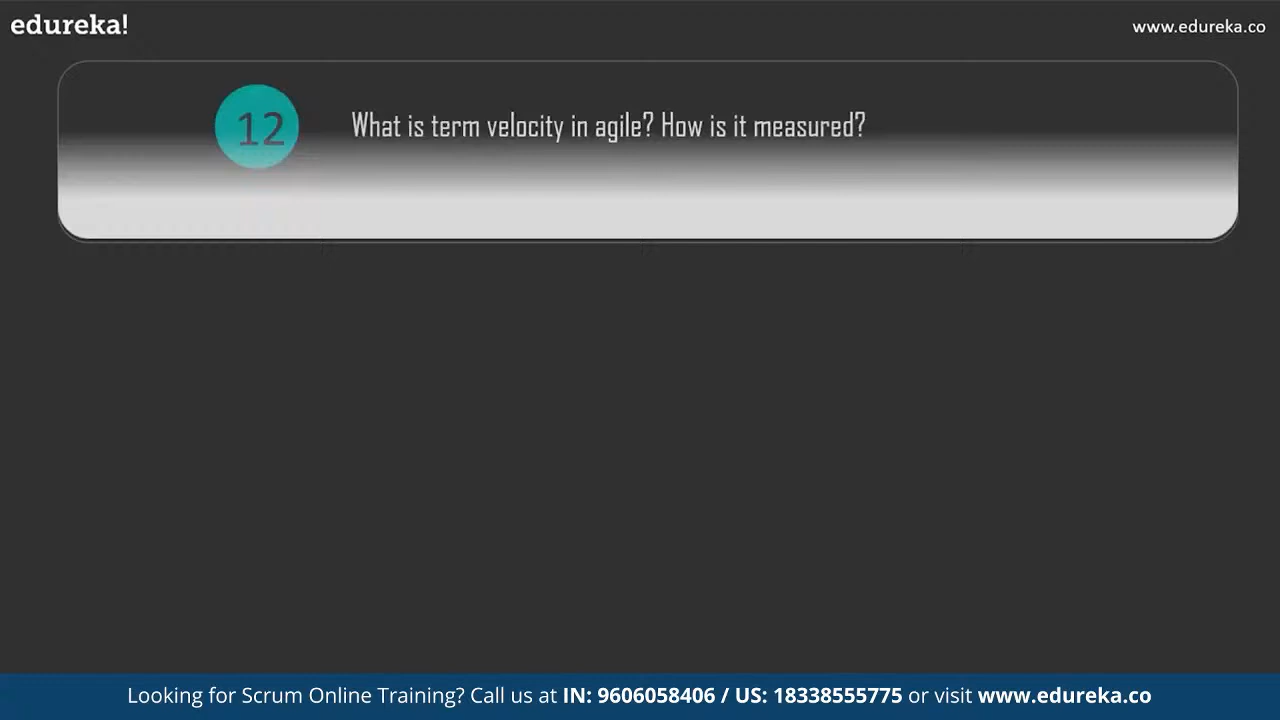 edureka!
www.edureka.co
12
What is term velocity in agile? How is it measured?
Looking for Scrum Online Training? Call us at IN: 9606058406 / US: 18338555775 or visit www.edureka.co